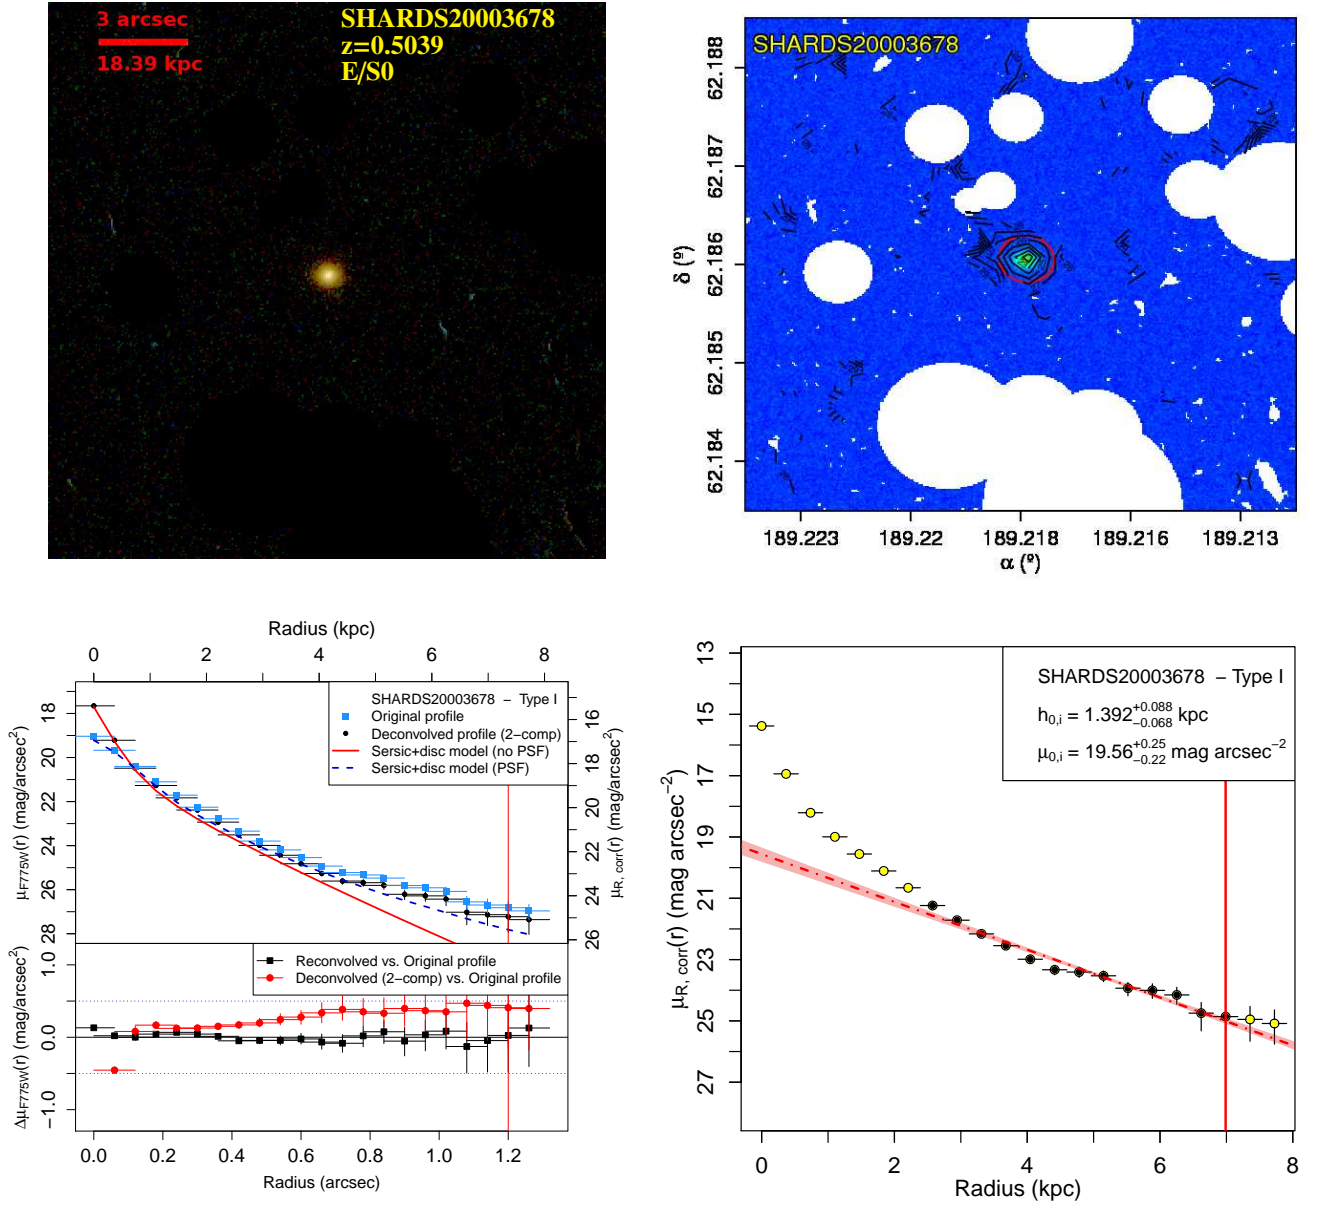 3 arcsec
18.39 kpc
SHARDS20003678
z=0.5039
E/S0
SHARDS20003678
62.188
62.187
62.186
62.185
62.184
δ (º)
189.223
189.22
189.218
189.216
189.213
α (º)
Radius (kpc)
0 2 4 6 8
SHARDS20003678 – Type I
Original profile
Deconvolved profile (2−comp)
Sersic+disc model (no PSF)
Sersic+disc model (PSF)
18
20
22
24
26
28
μF775W(r) (mag/arcsec²)
16
18
20
22
24
26
μR, corr(r) (mag/arcsec²)
Reconvolved vs. Original profile
Deconvolved (2−comp) vs. Original profile
1.0
0.0
−1.0
ΔμF775W(r) (mag/arcsec²)
0.0 0.2 0.4 0.6 0.8 1.0 1.2
Radius (arcsec)
SHARDS20003678 – Type I
h0,i = 1.392 +0.088 −0.068 kpc
μ0,i = 19.56 +0.25 −0.22 mag arcsec−2
13
15
17
19
21
23
25
27
μR, corr(r) (mag arcsec−2)
0 2 4 6 8
Radius (kpc)